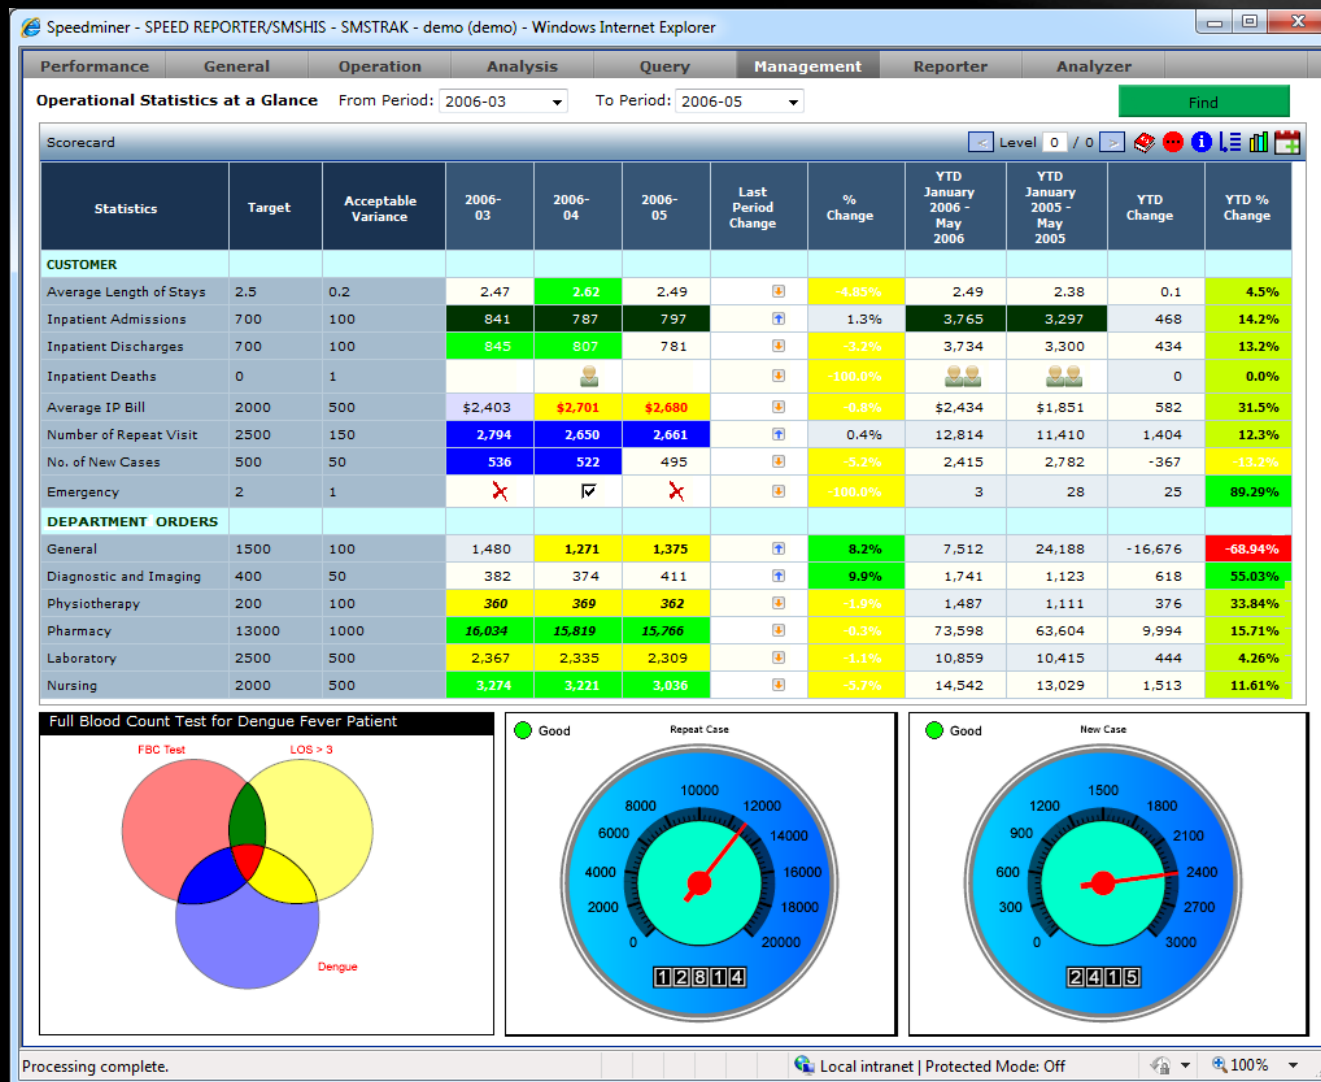 Speedminer - SPEED REPORTER/SMSHIS - SMSTRAK - demo (demo) - Windows Internet Explorer
Performance General Operation Analysis Query Management Reporter Analyzer
Operational Statistics at a Glance From Period: 2006-03 To Period: 2006-05 Find
Scorecard < Level 0 / 0 >
Statistics Target Acceptable Variance 2006-03 2006-04 2006-05 Last Period Change % Change YTD January 2006 - May 2006 YTD January 2005 - May 2005 YTD Change YTD % Change
CUSTOMER
Average Length of Stays 2.5 0.2 2.47 2.62 2.49 -4.85% 2.49 2.38 0.1 4.5%
Inpatient Admissions 700 100 841 787 797 1.3% 3,765 3,297 468 14.2%
Inpatient Discharges 700 100 845 807 781 -3.2% 3,734 3,300 434 13.2%
Inpatient Deaths 0 1 -100.0% 0 0.0%
Average IP Bill 2000 500 $2,403 $2,701 $2,680 -0.8% $2,434 $1,851 582 31.5%
Number of Repeat Visit 2500 150 2,794 2,650 2,661 0.4% 12,814 11,410 1,404 12.3%
No. of New Cases 500 50 536 522 495 -5.2% 2,415 2,782 -367 -13.2%
Emergency 2 1 -100.0% 3 28 25 89.29%
DEPARTMENT ORDERS
General 1500 100 1,480 1,271 1,375 8.2% 7,512 24,188 -16,676 -68.94%
Diagnostic and Imaging 400 50 382 374 411 9.9% 1,741 1,123 618 55.03%
Physiotherapy 200 100 360 369 362 -1.9% 1,487 1,111 376 33.84%
Pharmacy 13000 1000 16,034 15,819 15,766 -0.3% 73,598 63,604 9,994 15.71%
Laboratory 2500 500 2,367 2,335 2,309 -1.1% 10,859 10,415 444 4.26%
Nursing 2000 500 3,274 3,221 3,036 -5.7% 14,542 13,029 1,513 11.61%
Full Blood Count Test for Dengue Fever Patient
FBC Test LOS > 3
Dengue
Good Repeat Case
0 2000 4000 6000 8000 10000 12000 14000 16000 18000 20000
12814
Good New Case
0 300 600 900 1200 1500 1800 2100 2400 2700 3000
2415
Processing complete. Local intranet | Protected Mode: Off 100%